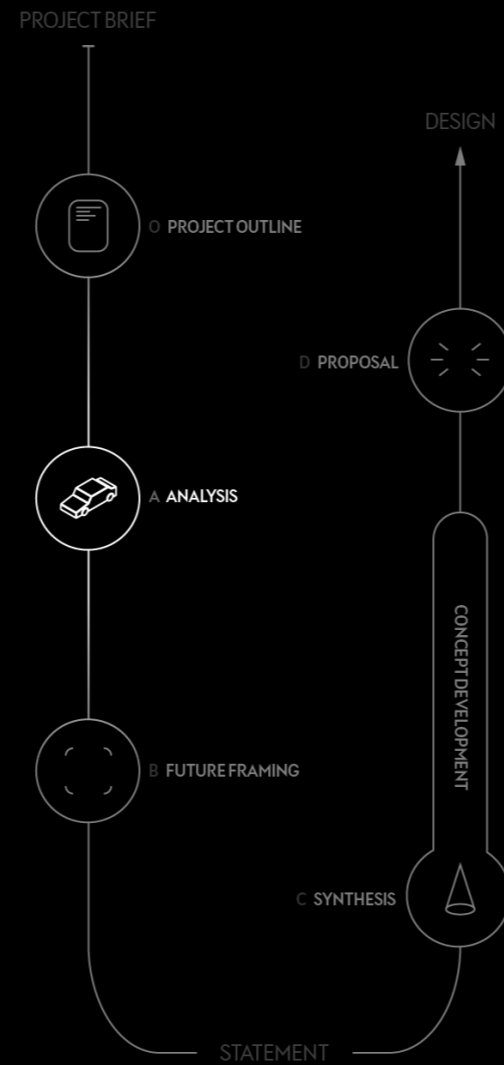 PROJECT BRIEF
O PROJECT OUTLINE
A ANALYSIS
B FUTURE FRAMING
STATEMENT
C SYNTHESIS
CONCEPT DEVELOPMENT
D PROPOSAL
DESIGN